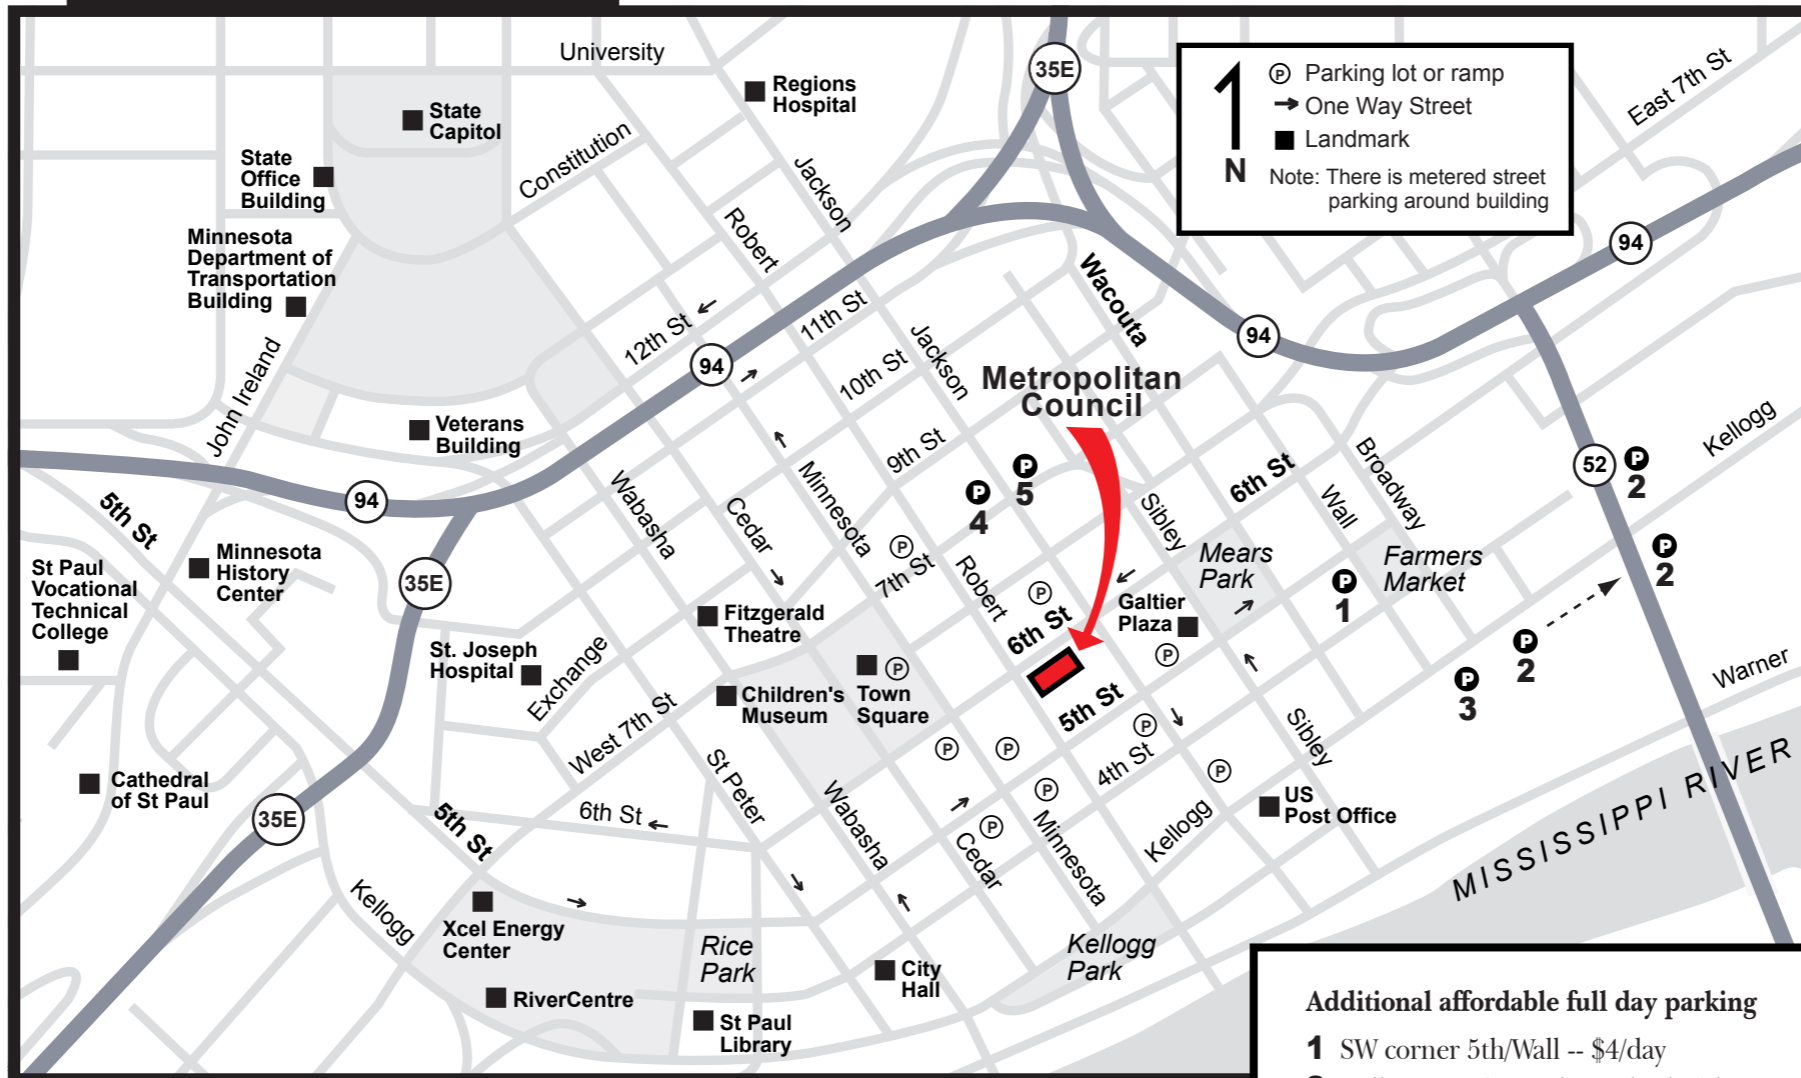 University
35E
Regions
Hospital
State
Capitol
State
Office
Building
Constitution
Jackson
Robert
Minnesota
Department of
Transportation
Building
N
P Parking lot or ramp
→ One Way Street
■ Landmark
Note: There is metered street
parking around building
East 7th St
94
Wacouta
12th St
11th St
94
94
10th St
Jackson
Metropolitan
Council
John Ireland
Veterans
Building
9th St
Kellogg
Broadway
6th St
52
P
2
P
5
P
4
94
5th St
Wabasha
Cedar
Minnesota
Sibley
Wall
Mears
Park
Farmers
Market
P
2
P
7th St
Robert
Minnesota
History
Center
St Paul
Vocational
Technical
College
35E
P
Galtier
Plaza
P
1
Fitzgerald
Theatre
6th St
P
2
St. Joseph
Hospital
Exchange
P
Town
Square
Children's
Museum
P
P
3
Warner
5th St
West 7th St
P
P
P
4th St
Sibley
St Peter
Wabasha
Cathedral
of St Paul
35E
5th St
6th St
P
P
Cedar
Minnesota
Kellogg
P
US
Post Office
MISSISSIPPI RIVER
Kellogg
Xcel Energy
Center
Rice
Park
Kellogg
Park
City
Hall
RiverCentre
St Paul
Library
Additional affordable full day parking
1 SW corner 5th/Wall -- $4/day